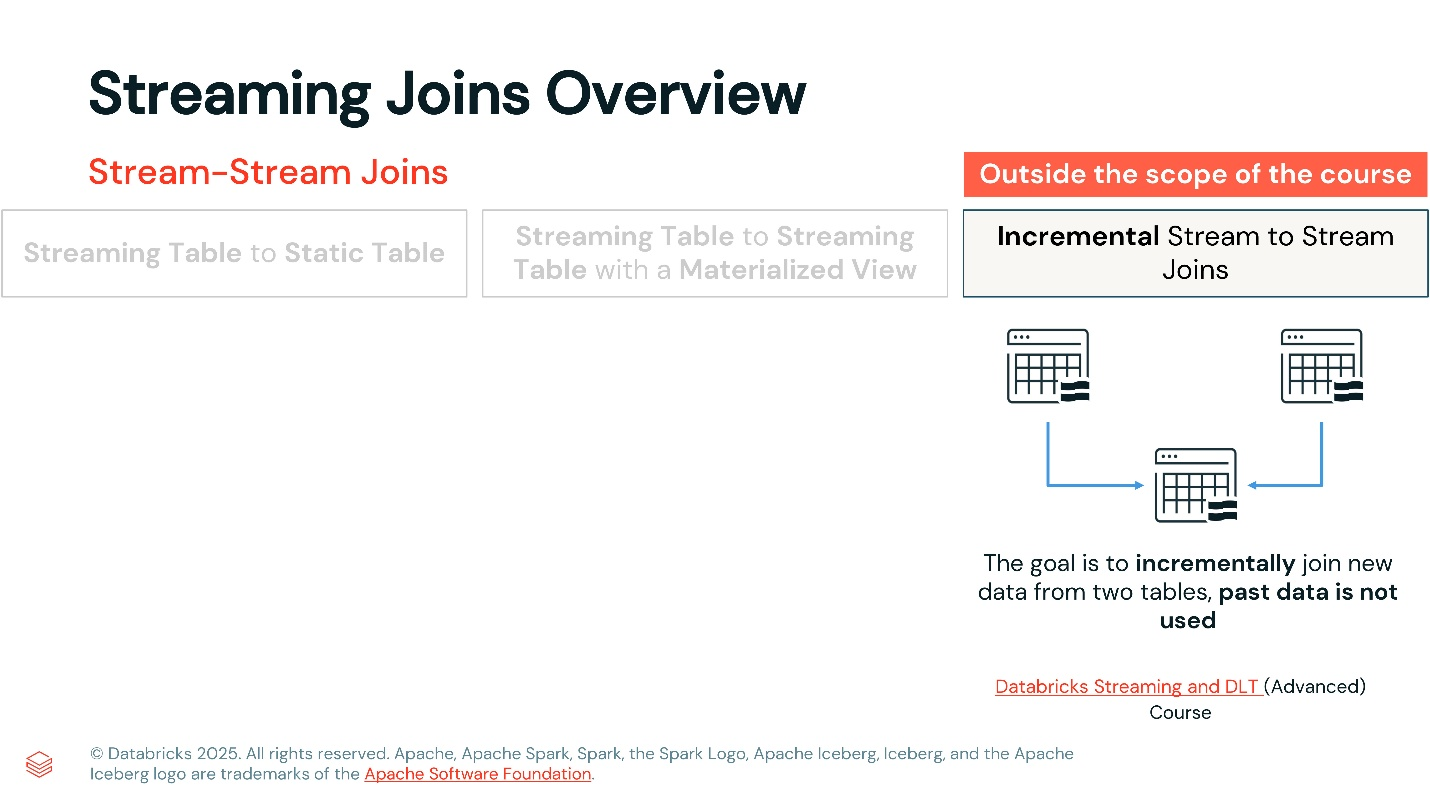 Streaming Joins Overview
Stream-Stream Joins
Outside the scope of the course
Streaming Table to Static Table
Streaming Table to Streaming
Table with a Materialized View
Incremental Stream to Stream
Joins
The goal is to incrementally join new
data from two tables, past data is not
used
Databricks Streaming and DLT (Advanced)
Course
© Databricks 2025. All rights reserved. Apache, Apache Spark, Spark, the Spark Logo, Apache Iceberg, Iceberg, and the Apache
Iceberg logo are trademarks of the Apache Software Foundation.